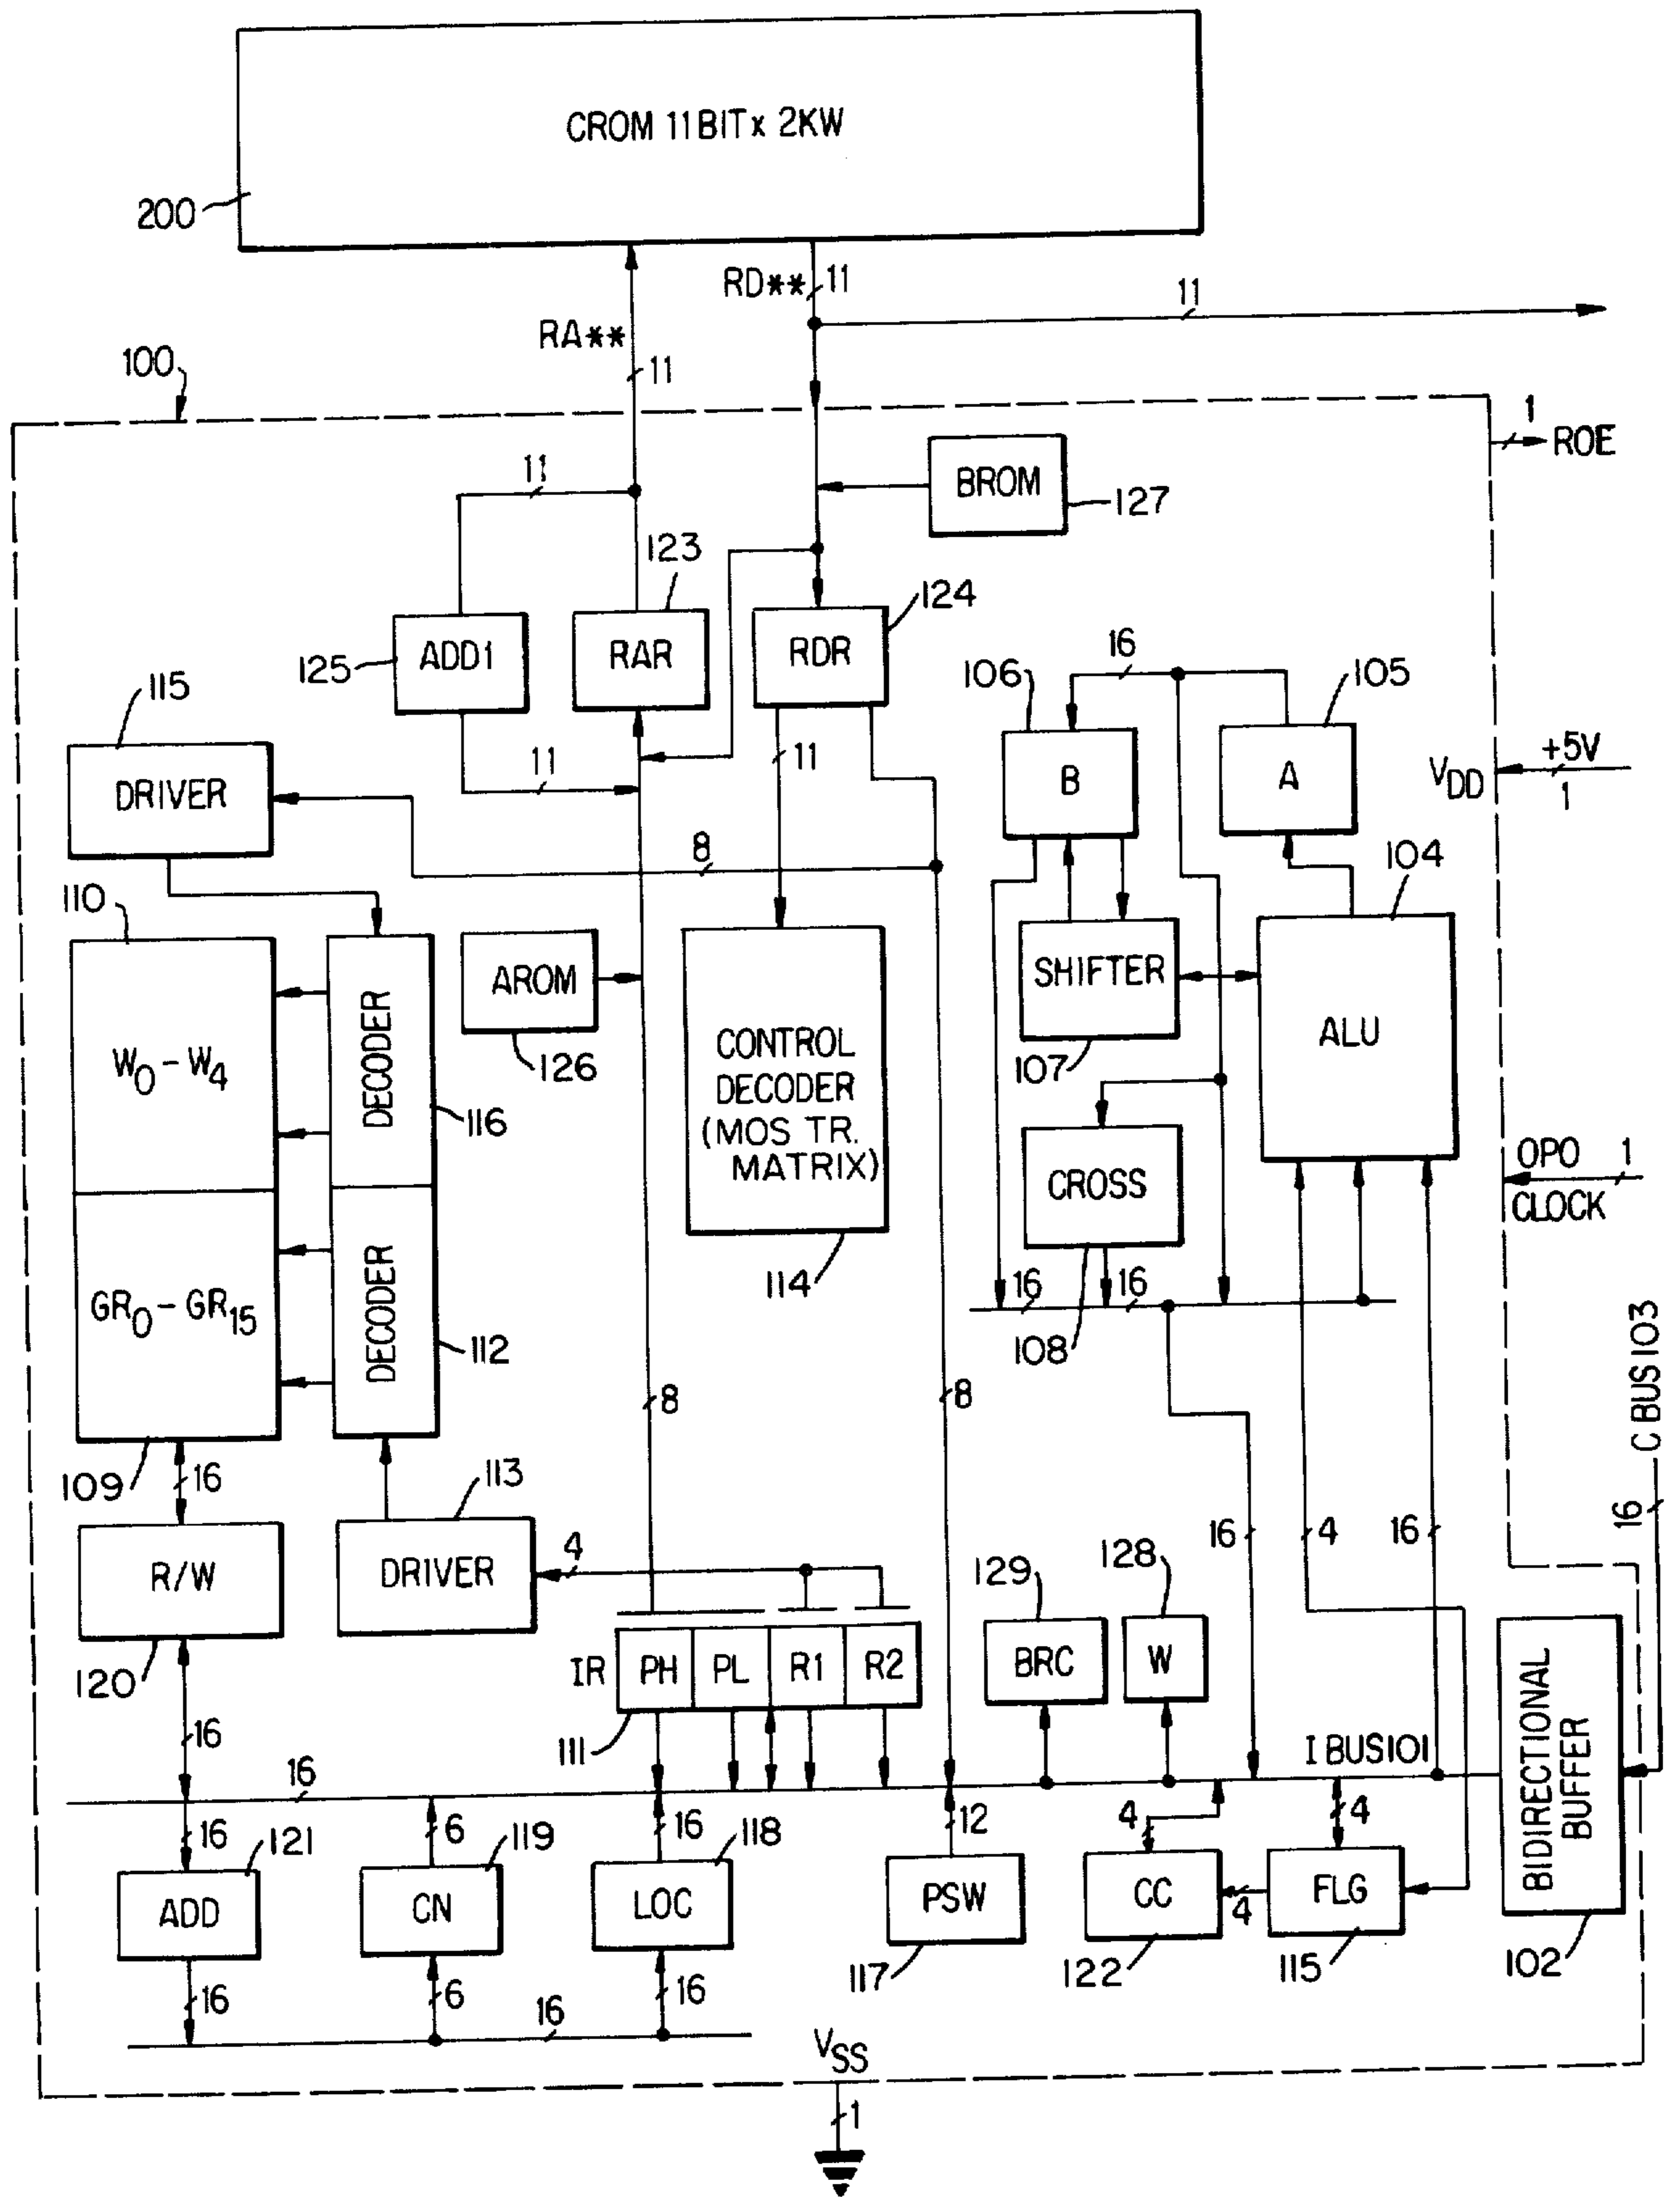 CROM 11BIT x 2KW
200
RD** 11
11
RA**
11
100
1
ROE
11
BROM
127
123
124
125
ADD1
RAR
RDR
16
106
105
115
11
11
B
A
+5V
VDD
1
DRIVER
8
104
110
AROM
SHIFTER
W0-W4
DECODER
CONTROL
DECODER
(MOS TR.
MATRIX)
ALU
126
107
116
OPO
1
CLOCK
CROSS
GR0-GR15
DECODER
114
16
16
112
108
C BUS103
8
8
109
16
113
16
4
16
16
R/W
DRIVER
4
129
128
120
IR
PH
PL
R1
R2
BRC
W
BIDIRECTIONAL
BUFFER
111
I BUS101
16
16
16
121
6
119
16
118
12
4
4
ADD
CN
LOC
PSW
CC
4
FLG
16
6
16
16
117
122
115
102
VSS
1